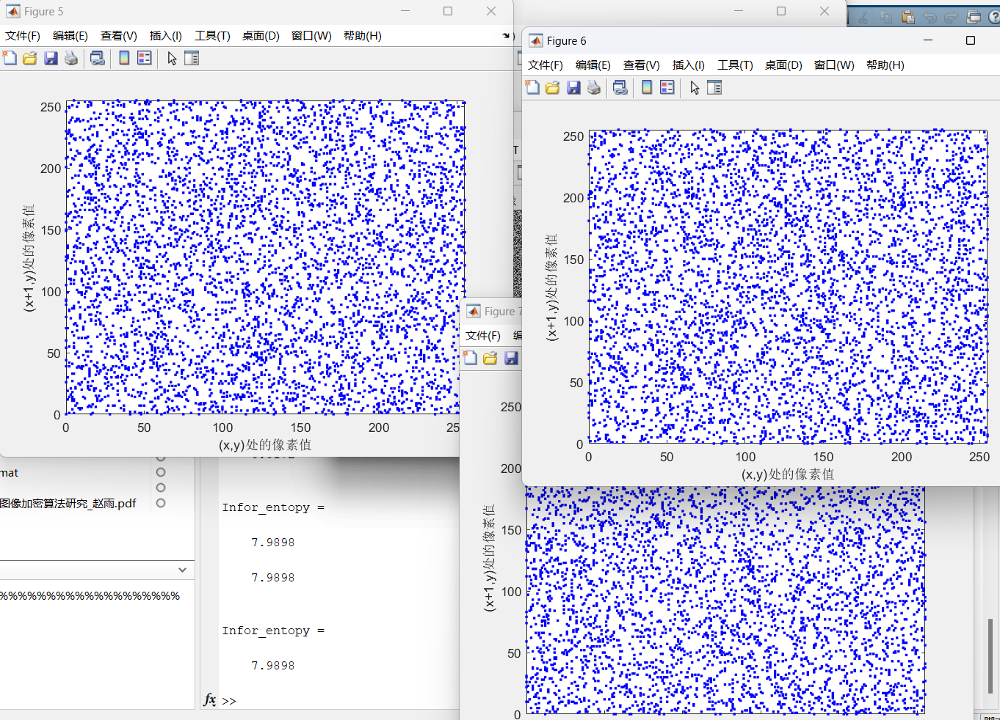 Figure 5
文件(F) 编辑(E) 查看(V) 插入(I) 工具(T) 桌面(D) 窗口(W) 帮助(H)
250
200
150
100
50
0
0 50 100 150 200
(x,y)处的像素值
(x+1,y)处的像素值
Figure 6
文件(F) 编辑(E) 查看(V) 插入(I) 工具(T) 桌面(D) 窗口(W) 帮助(H)
250
200
150
100
50
0
0 50 100 150 200 250
(x,y)处的像素值
(x+1,y)处的像素值
Figure 7
文件(F)
250
200
150
100
50
0
(x+1,y)处的像素值
mat
图像加密算法研究_赵雨.pdf
%%%%%%%%%%%%%%%%%%%
Infor_entopy =
7.9898
7.9898
Infor_entopy =
7.9898
fx >>